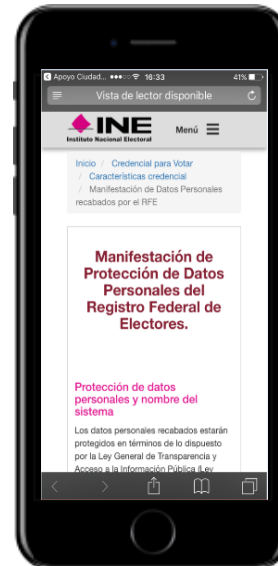 Apoyo Ciudad... 16:33 41%
Vista de lector disponible
INE
Instituto Nacional Electoral
Menú
Inicio / Credencial para Votar
/ Características credencial
/ Manifestación de Datos Personales
recabados por el RFE
Manifestación de
Protección de Datos
Personales del
Registro Federal de
Electores.
Protección de datos
personales y nombre del
sistema
Los datos personales recabados estarán
protegidos en términos de lo dispuesto
por la Ley General de Transparencia y
Acceso a la Información Pública (Ley